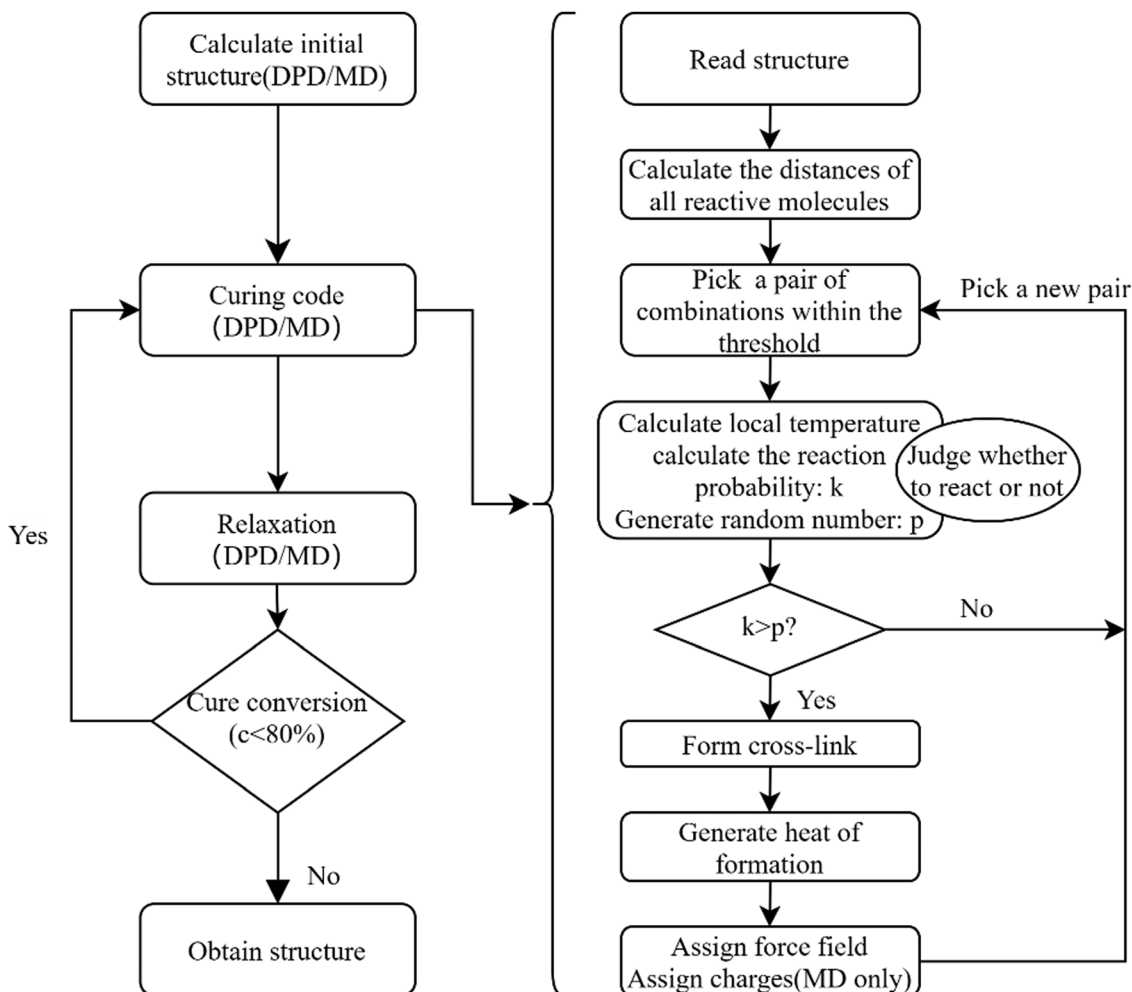 Calculate initial
structure(DPD/MD)
Curing code
(DPD/MD)
Relaxation
(DPD/MD)
Yes
Cure conversion
(c<80%)
No
Obtain structure
Read structure
Calculate the distances of
all reactive molecules
Pick a pair of
combinations within the
threshold
Pick a new pair
Calculate local temperature
calculate the reaction
probability: k
Generate random number: p
Judge whether
to react or not
k>p?
No
Yes
Form cross-link
Generate heat of
formation
Assign force field
Assign charges(MD only)